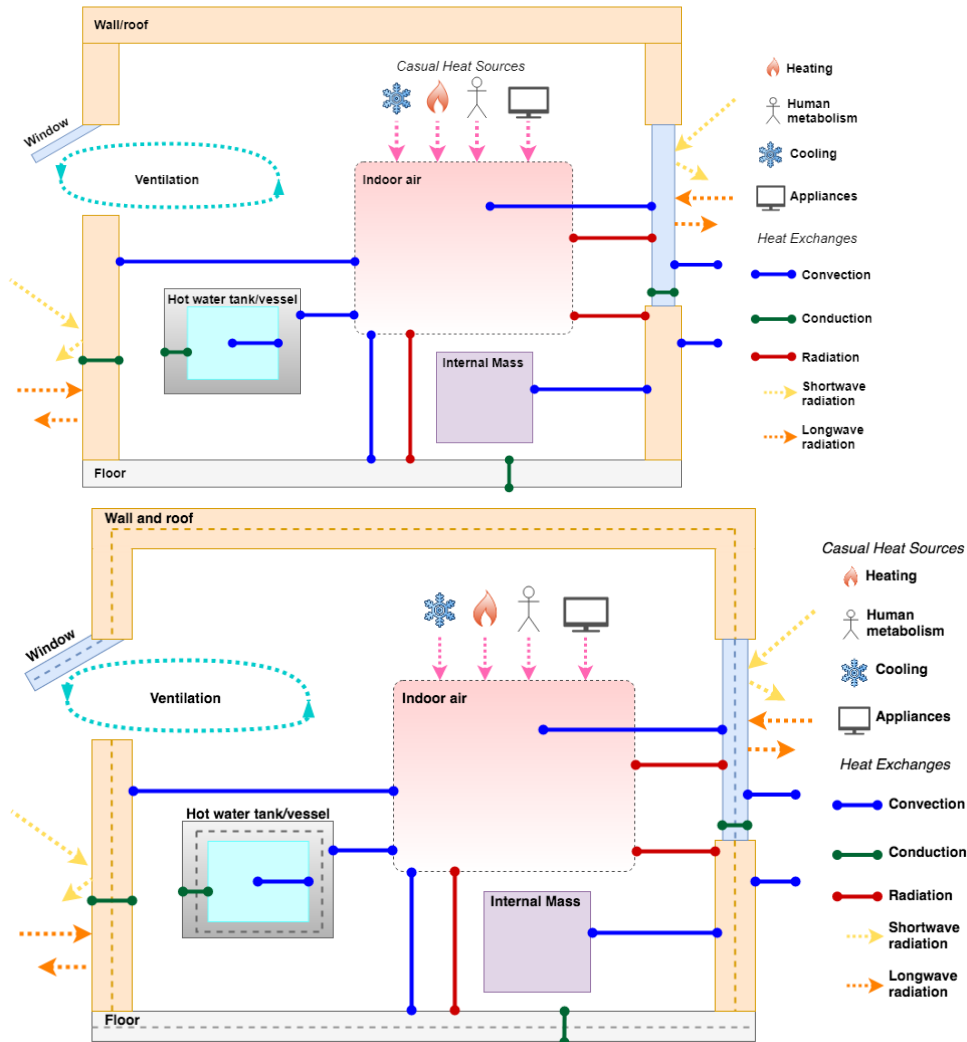 Wall/roof
Casual Heat Sources
Heating
Human
metabolism
Window
Cooling
Ventilation
Indoor air
Appliances
Heat Exchanges
Convection
Hot water tank/vessel
Conduction
Internal Mass
Radiation
Shortwave
radiation
Longwave
radiation
Floor
Wall and roof
Casual Heat Sources
Heating
Human
metabolism
Window
Cooling
Ventilation
Indoor air
Appliances
Heat Exchanges
Convection
Hot water tank/vessel
Conduction
Internal Mass
Radiation
Shortwave
radiation
Longwave
radiation
Floor